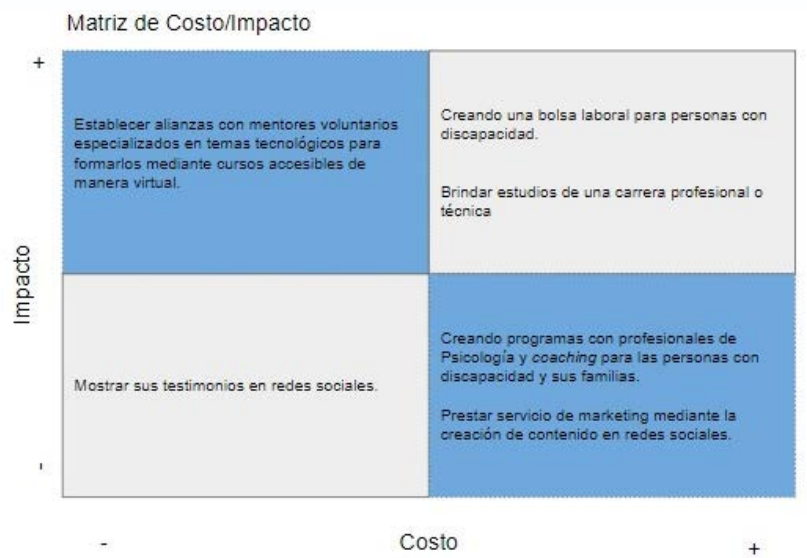 Matriz de Costo/Impacto
+
Establecer alianzas con mentores voluntarios
especializados en temas tecnológicos para
formarlos mediante cursos accesibles de
manera virtual.
Creando una bolsa laboral para personas con
discapacidad.
Brindar estudios de una carrera profesional o
técnica
Impacto
Mostrar sus testimonios en redes sociales.
Creando programas con profesionales de
Psicología y coaching para las personas con
discapacidad y sus familias.
Prestar servicio de marketing mediante la
creación de contenido en redes sociales.
-
-
Costo
+